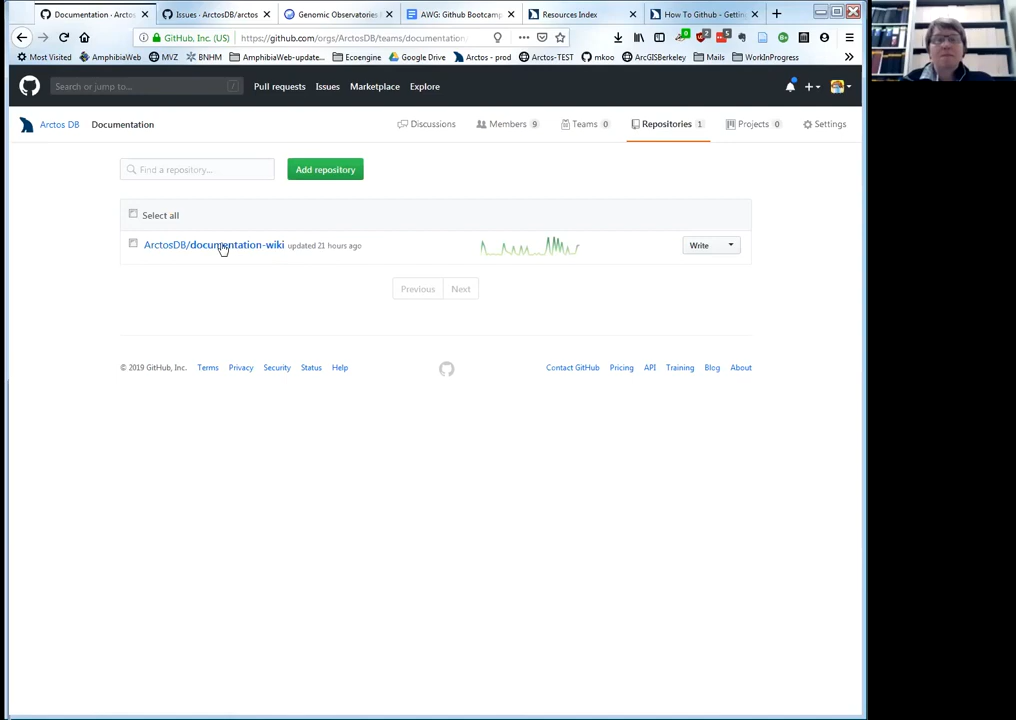 Documentation · Arctos
Issues · ArctosDB/arctos
Genomic Observatories
AWG: Github Bootcamp
Resources Index
How To Github - Gettin
GitHub, Inc. (US)
https://github.com/orgs/ArctosDB/teams/documentation
Most Visited
AmphibiaWeb
MVZ
BNHM
AmphibiaWeb-update...
Ecoengine
Google Drive
Arctos - prod
Arctos-TEST
mkoo
ArcGISBerkeley
Mails
WorkInProgress
Search or jump to...
/
Pull requests
Issues
Marketplace
Explore
Arctos DB
Documentation
Discussions
Members 9
Teams 0
Repositories 1
Projects 0
Settings
Find a repository...
Add repository
Select all
ArctosDB/documentation-wiki updated 21 hours ago
Write
Previous
Next
© 2019 GitHub, Inc.
Terms
Privacy
Security
Status
Help
Contact GitHub
Pricing
API
Training
Blog
About